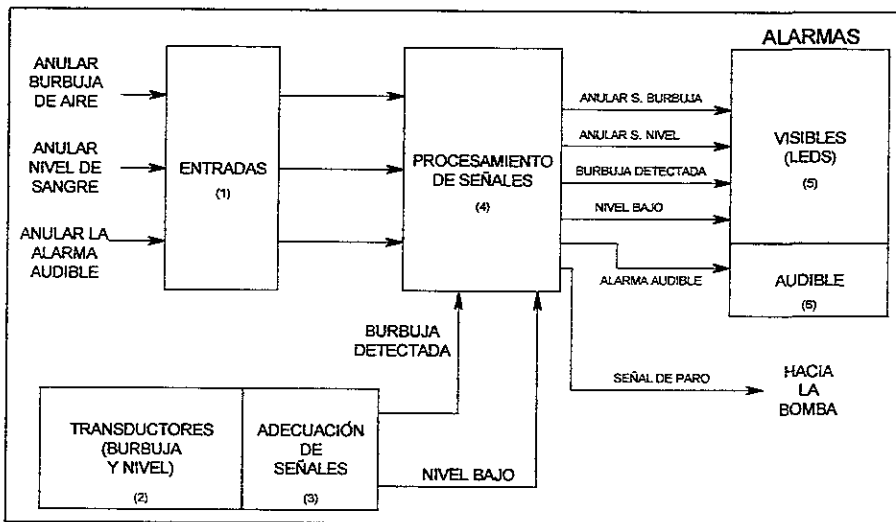 ALARMAS
ANULAR
BURBUJA
DE AIRE
ANULAR
NIVEL DE
SANGRE
ANULAR LA
ALARMA
AUDIBLE
ENTRADAS
(1)
PROCESAMIENTO
DE SEÑALES
(4)
ANULAR S. BURBUJA
ANULAR S. NIVEL
BURBUJA DETECTADA
NIVEL BAJO
ALARMA AUDIBLE
VISIBLES
(LEDS)
(5)
AUDIBLE
(6)
BURBUJA
DETECTADA
SEÑAL DE PARO
HACIA
LA
BOMBA
TRANSDUCTORES
(BURBUJA
Y NIVEL)
(2)
ADECUACIÓN
DE
SEÑALES
(3)
NIVEL BAJO